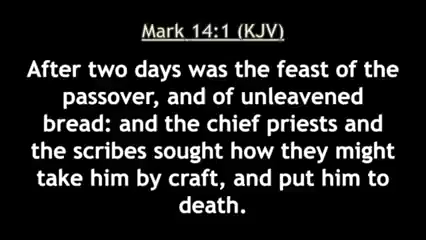 Mark 14:1 (KJV)
After two days was the feast of the
passover, and of unleavened
bread: and the chief priests and
the scribes sought how they might
take him by craft, and put him to
death.